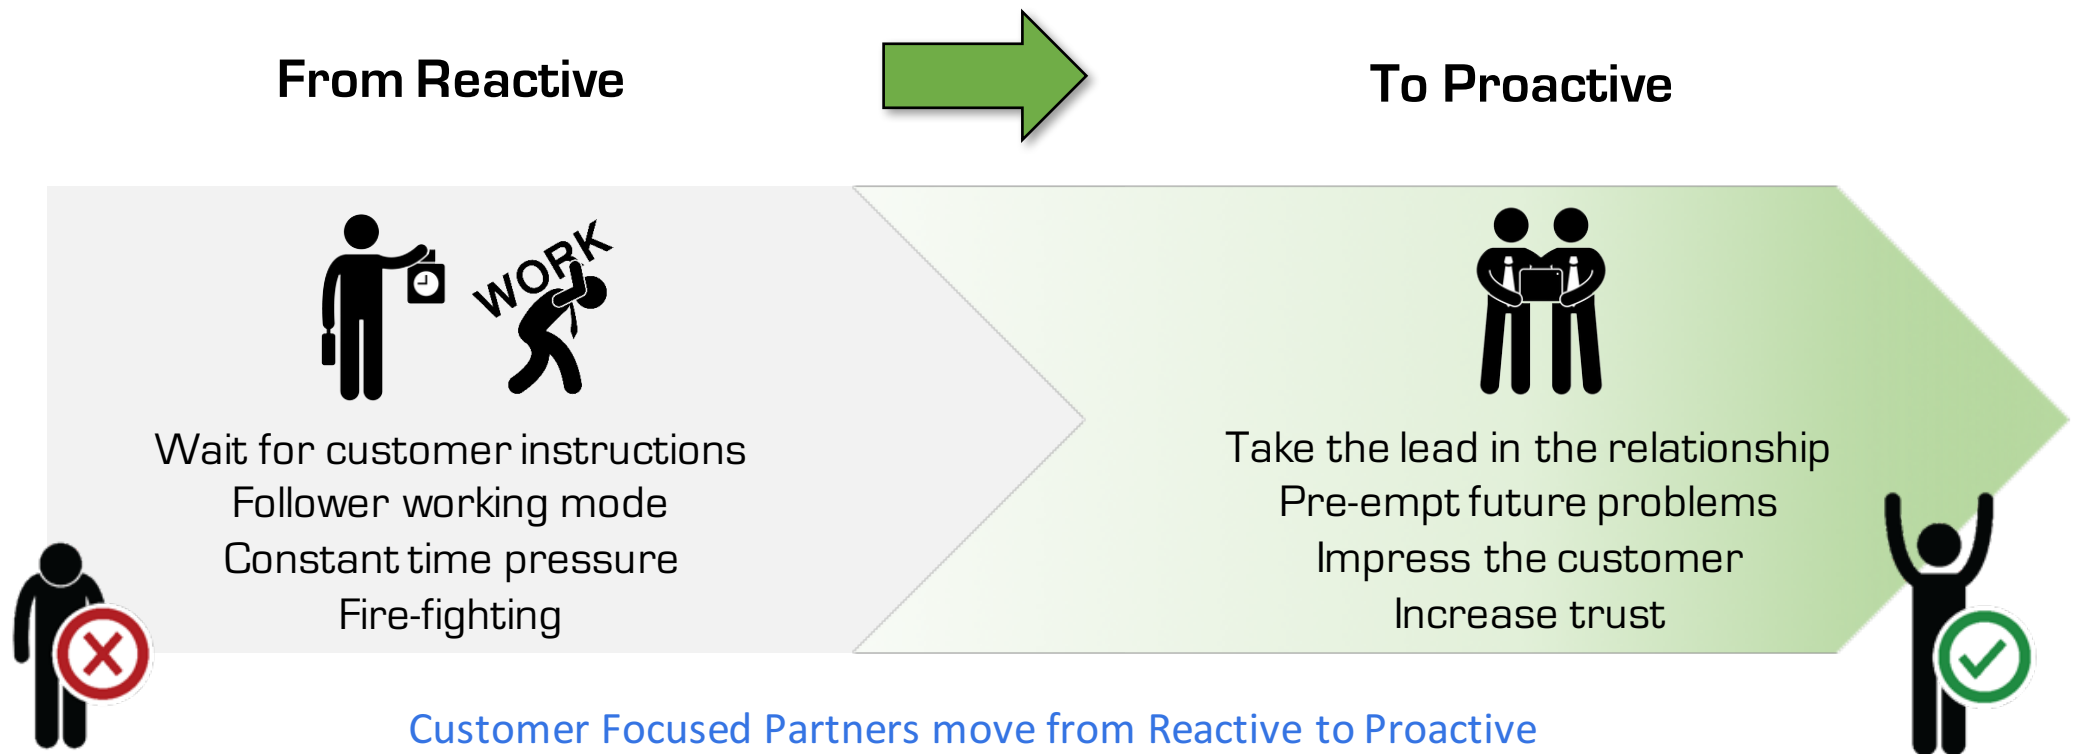 From Reactive
To Proactive
WORK
Wait for customer instructions
Follower working mode
Constant time pressure
Fire-fighting
Take the lead in the relationship
Pre-empt future problems
Impress the customer
Increase trust
Customer Focused Partners move from Reactive to Proactive